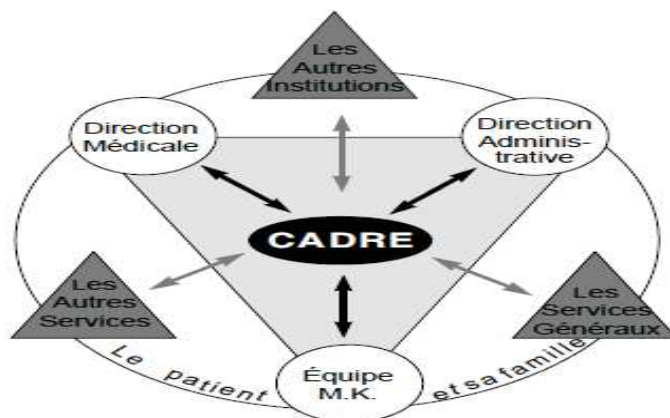 Les
Autres
Institutions
Direction
Médicale
Direction
Adminis-
trative
CADRE
Les
Autres
Services
Les
Services
Généraux
Le patient et sa famille
Équipe
M.K.